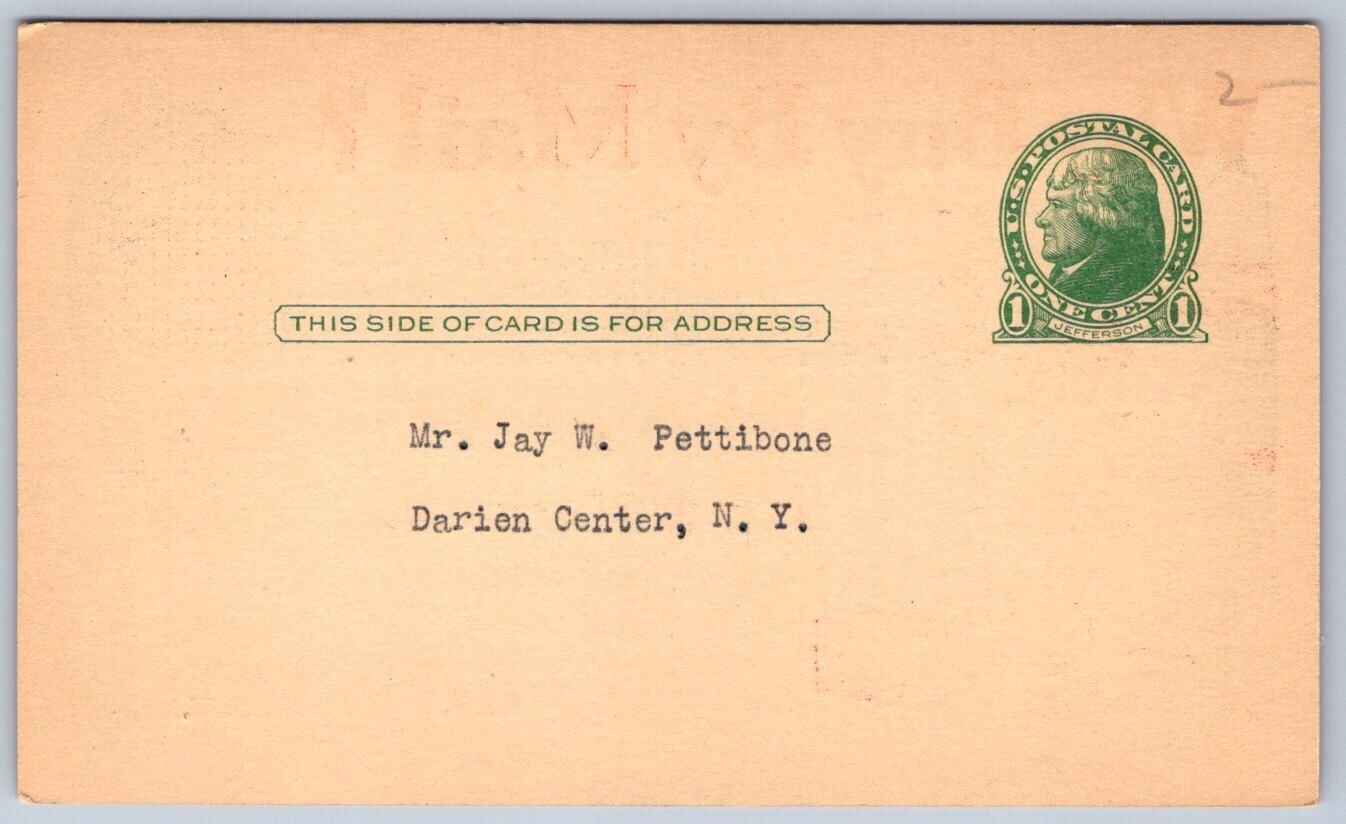 2 —
U.S. POSTAL CARD
ONE CENT
1 JEFFERSON 1
THIS SIDE OF CARD IS FOR ADDRESS
Mr. Jay W. Pettibone
Darien Center, N. Y.